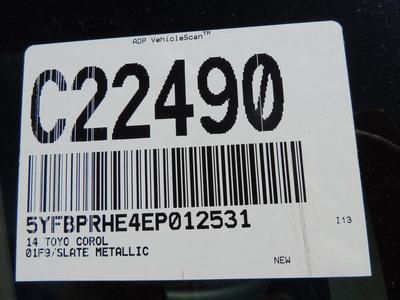 ADP VehicleScan™
C22490
5YFBPRHE4EP012531
14 TOYO COROL
I13
01F9/SLATE METALLIC
NEW